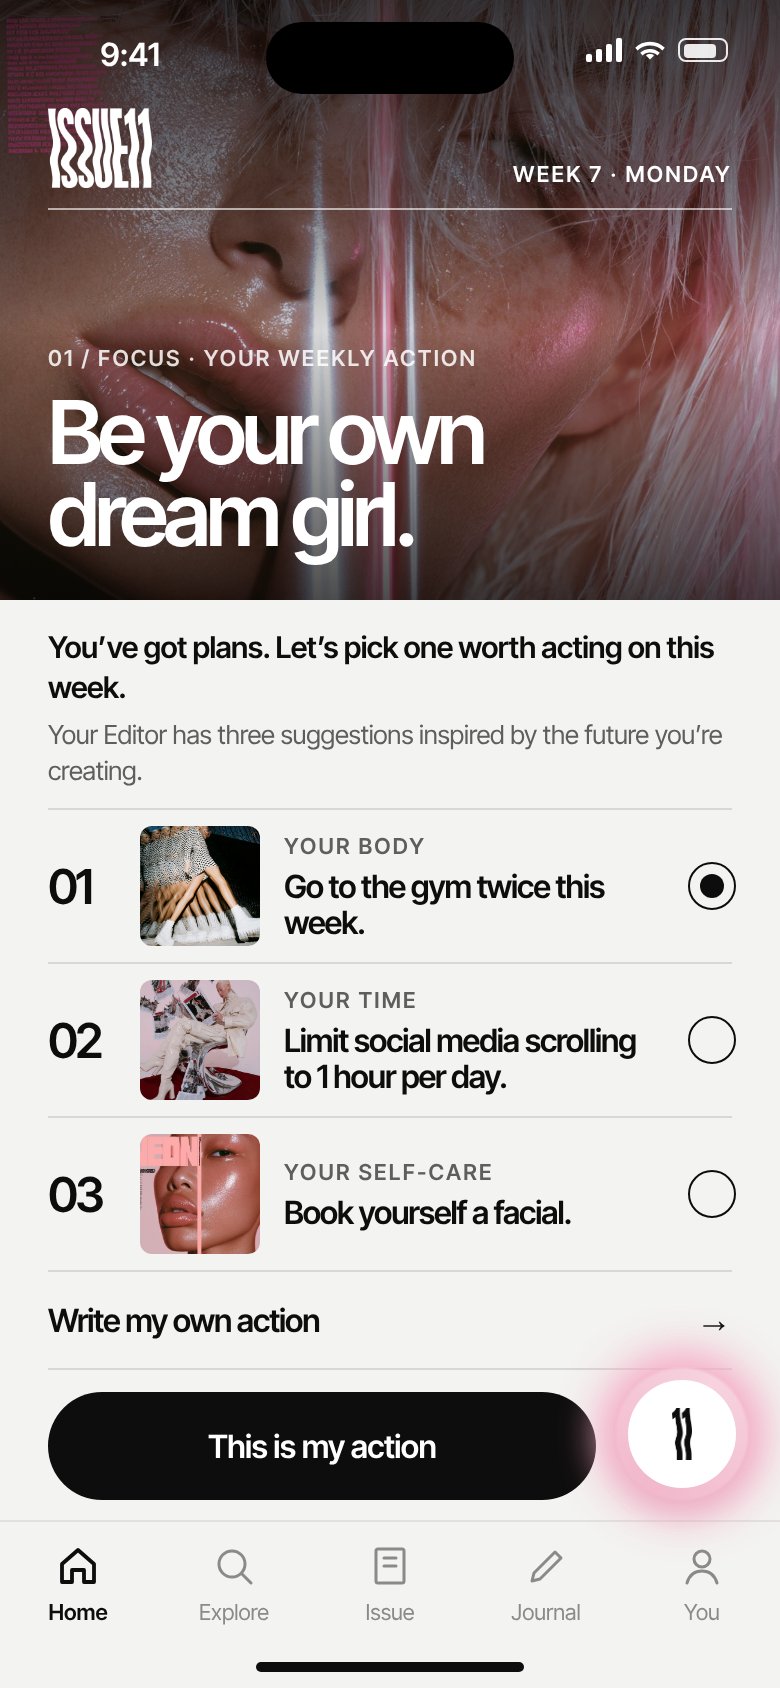 9:41
ISSUE11
WEEK 7 · MONDAY
01 / FOCUS · YOUR WEEKLY ACTION
Be your own
dream girl.
You’ve got plans. Let’s pick one worth acting on this
week.
Your Editor has three suggestions inspired by the future you’re
creating.
01
YOUR BODY
Go to the gym twice this
week.
02
YOUR TIME
Limit social media scrolling
to 1 hour per day.
03
YOUR SELF-CARE
Book yourself a facial.
Write my own action
→
This is my action
11
Home
Explore
Issue
Journal
You